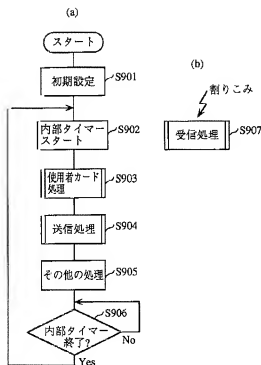 (a)
スタート
初期設定
S901
内部タイマー
スタート
S902
使用者カード
処理
S903
送信処理
S904
その他の処理
S905
S906
内部タイマー
終了?
No
Yes
(b)
割りこみ
受信処理
S907